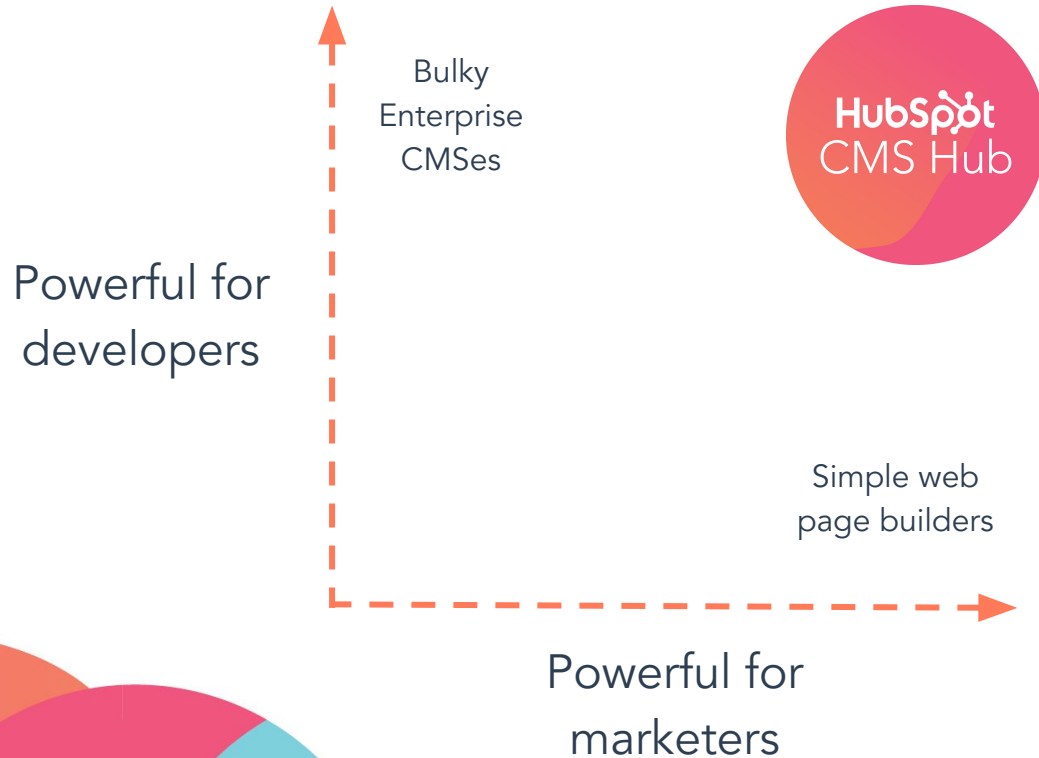 Bulky
Enterprise
CMSes
HubSpot
CMS Hub
Powerful for
developers
Simple web
page builders
Powerful for
marketers